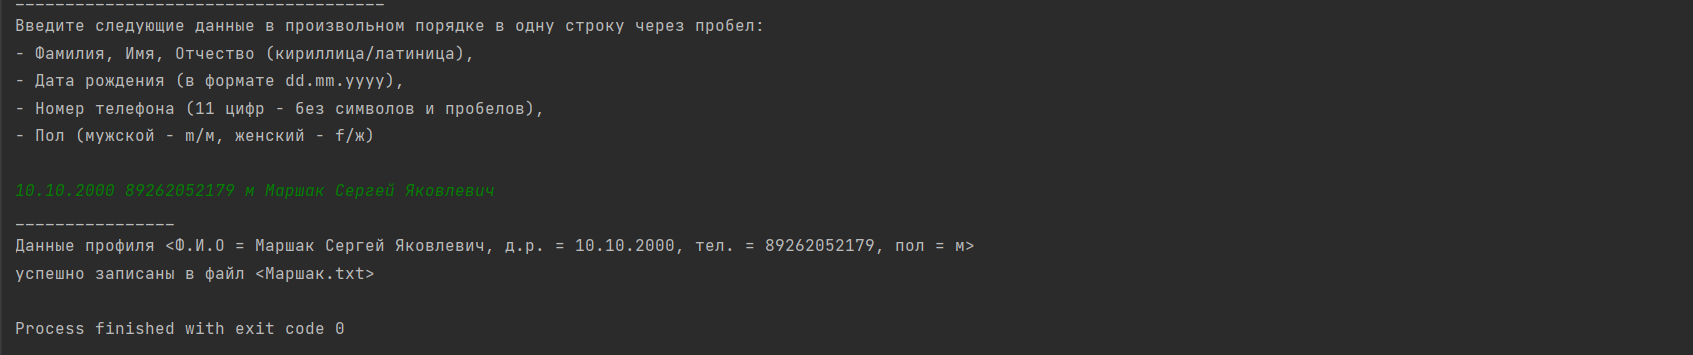 _____________________________________
Введите следующие данные в произвольном порядке в одну строку через пробел:
- Фамилия, Имя, Отчество (кириллица/латиница),
- Дата рождения (в формате dd.mm.yyyy),
- Номер телефона (11 цифр - без символов и пробелов),
- Пол (мужской - m/м, женский - f/ж)
10.10.2000 89262052179 м Маршак Сергей Яковлевич
________________
Данные профиля <Ф.И.О = Маршак Сергей Яковлевич, д.р. = 10.10.2000, тел. = 89262052179, пол = м>
успешно записаны в файл <Маршак.txt>
Process finished with exit code 0